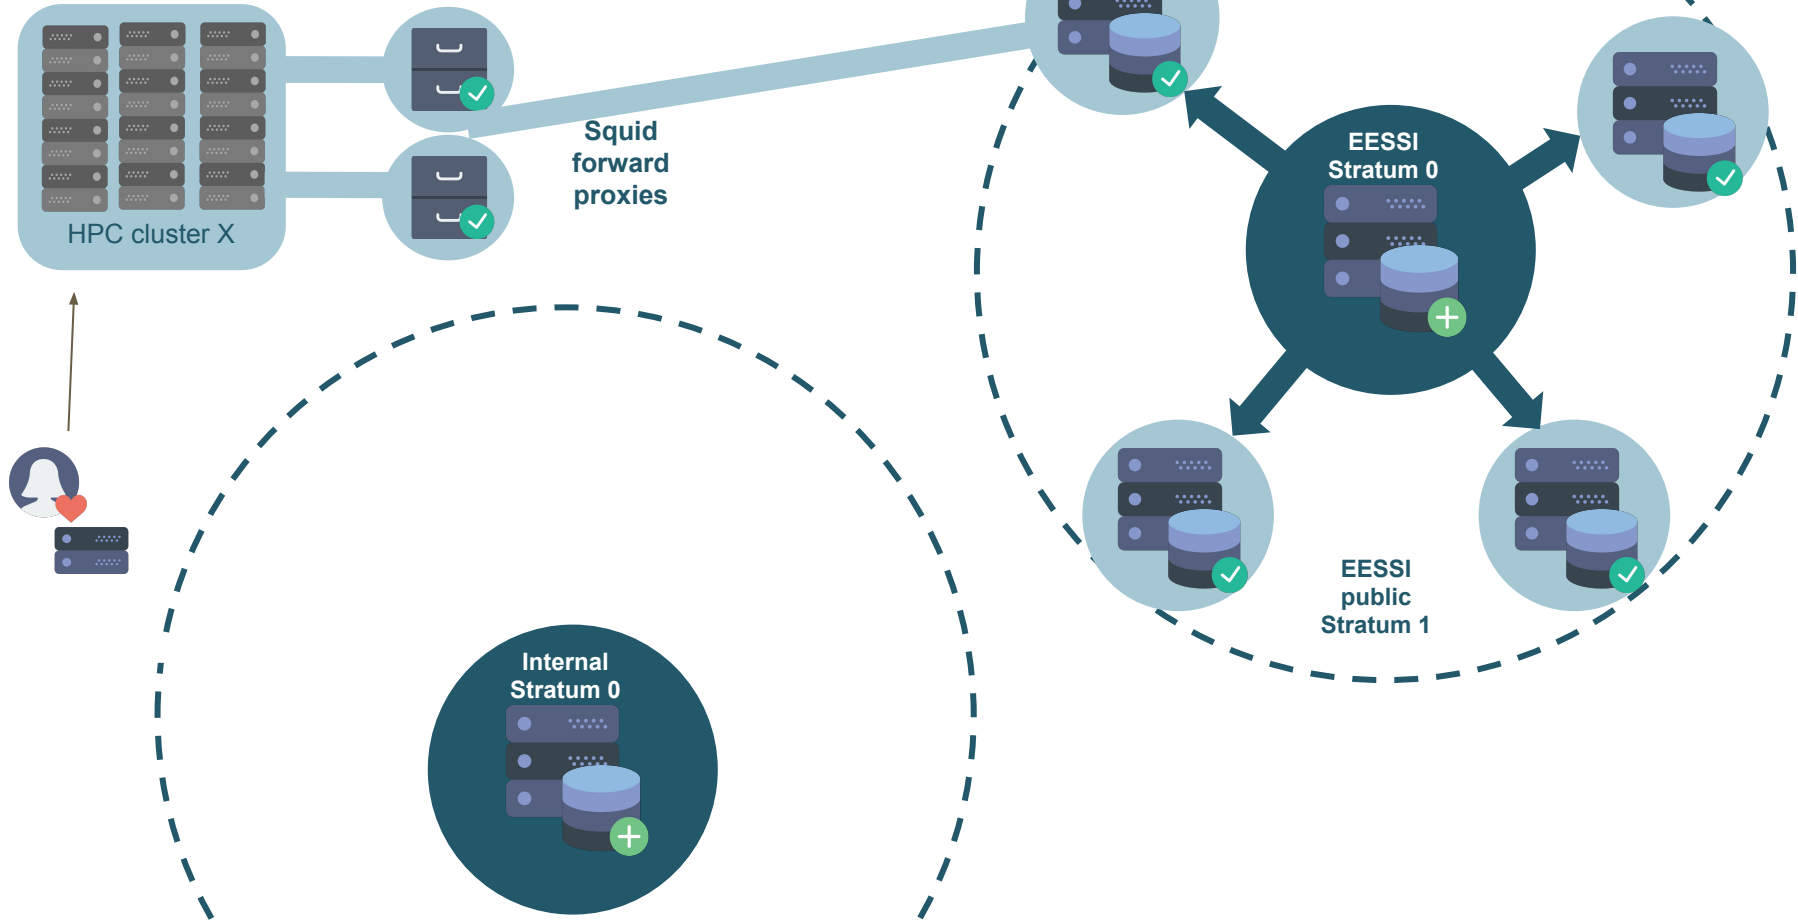 HPC cluster X
Squid
forward
proxies
EESSI
Stratum 0
EESSI
public
Stratum 1
Internal
Stratum 0